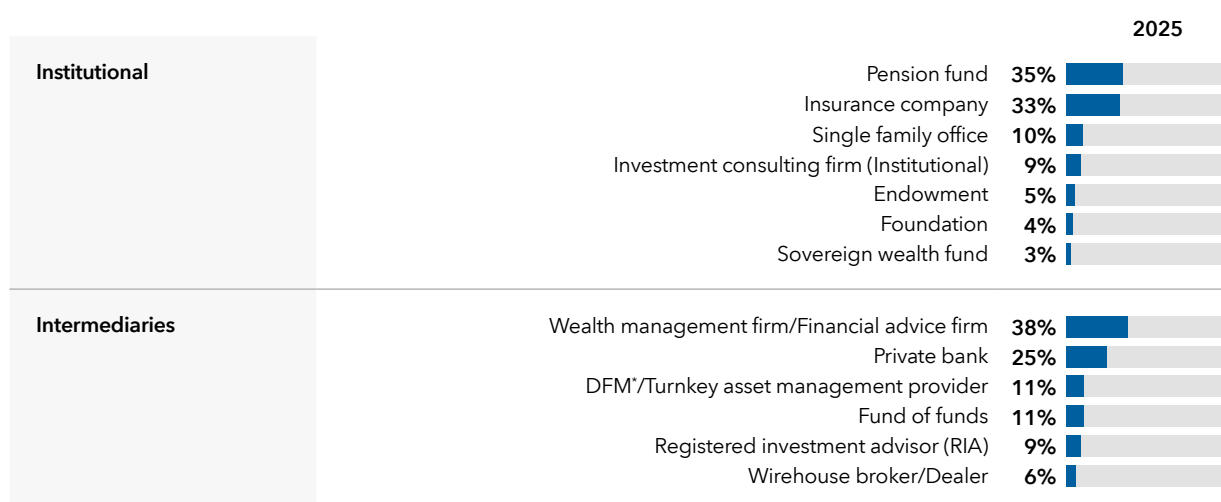 2025
Institutional
Pension fund 35%
Insurance company 33%
Single family office 10%
Investment consulting firm (Institutional) 9%
Endowment 5%
Foundation 4%
Sovereign wealth fund 3%
Intermediaries
Wealth management firm/Financial advice firm 38%
Private bank 25%
DFM*/Turnkey asset management provider 11%
Fund of funds 11%
Registered investment advisor (RIA) 9%
Wirehouse broker/Dealer 6%